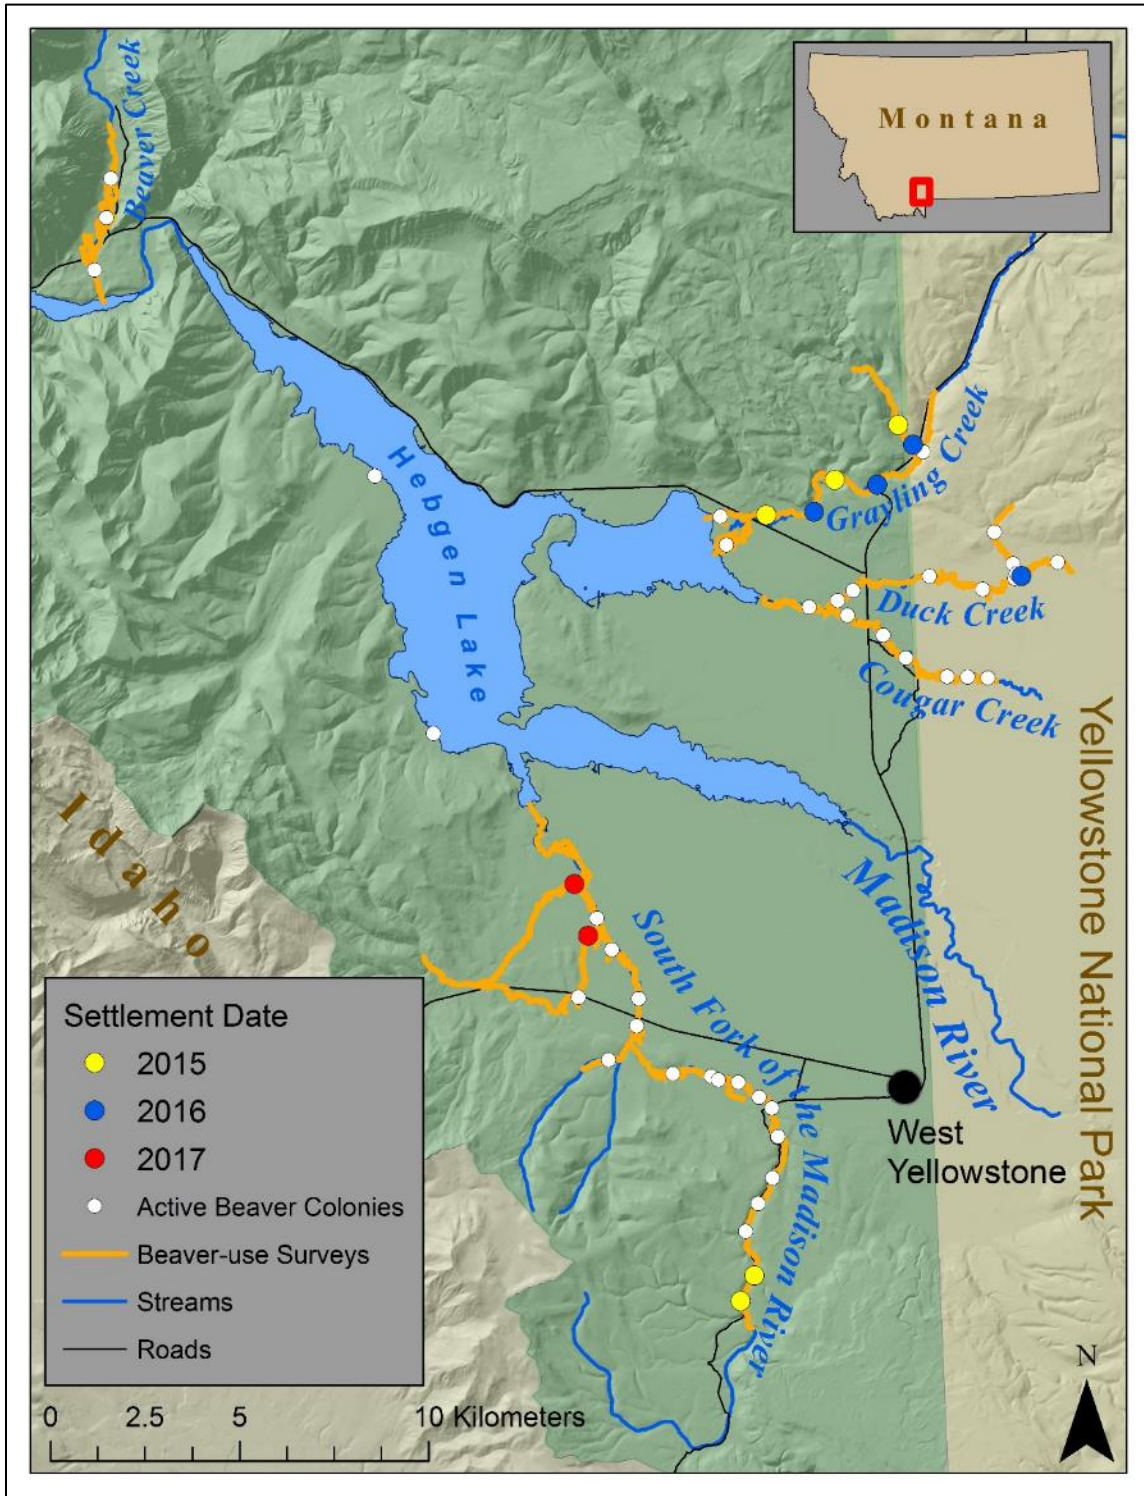 Beaver Creek
Montana
Hebgen Lake
Grayling Creek
Duck Creek
Cougar Creek
Yellowstone National Park
Idaho
Madison River
South Fork of the Madison River
West
Yellowstone
Settlement Date
2015
2016
2017
Active Beaver Colonies
Beaver-use Surveys
Streams
Roads
N
0 2.5 5 10 Kilometers